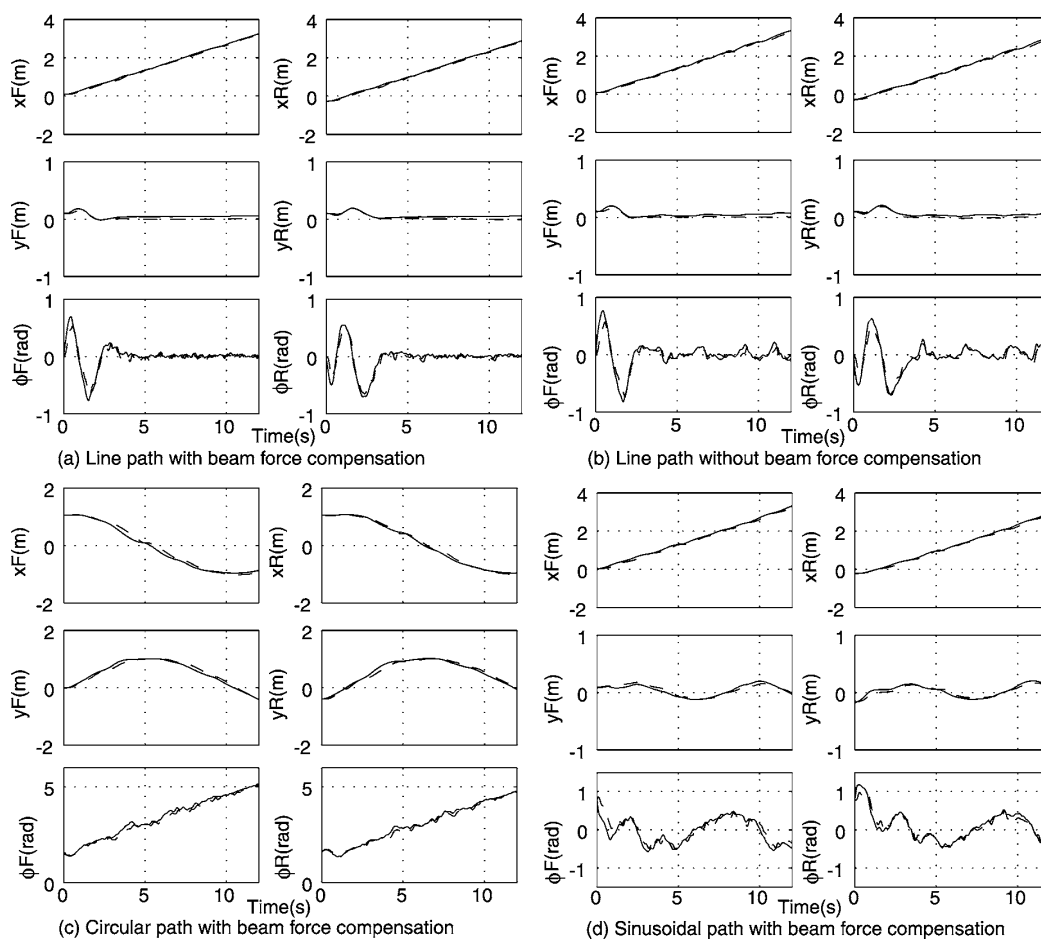 4
2
0
-2
xF(m)
4
2
0
-2
xR(m)
1
0
-1
yF(m)
1
0
-1
yR(m)
1
0
-1
ϕF(rad)
0 5 10
1
0
-1
ϕR(rad)
0 5 10
Time(s)
(a) Line path with beam force compensation
4
2
0
-2
xF(m)
4
2
0
-2
xR(m)
1
0
-1
yF(m)
1
0
-1
yR(m)
1
0
-1
ϕF(rad)
0 5 10
1
0
-1
ϕR(rad)
0 5 10
Time(s)
(b) Line path without beam force compensation
2
0
-2
xF(m)
2
0
-2
xR(m)
2
0
-2
yF(m)
2
0
-2
yR(m)
5
0
ϕF(rad)
0 5 10
5
0
ϕR(rad)
0 5 10
Time(s)
(c) Circular path with beam force compensation
4
2
0
-2
xF(m)
4
2
0
-2
xR(m)
1
0
-1
yF(m)
1
0
-1
yR(m)
1
0
-1
ϕF(rad)
0 5 10
1
0
-1
ϕR(rad)
0 5 10
Time(s)
(d) Sinusoidal path with beam force compensation